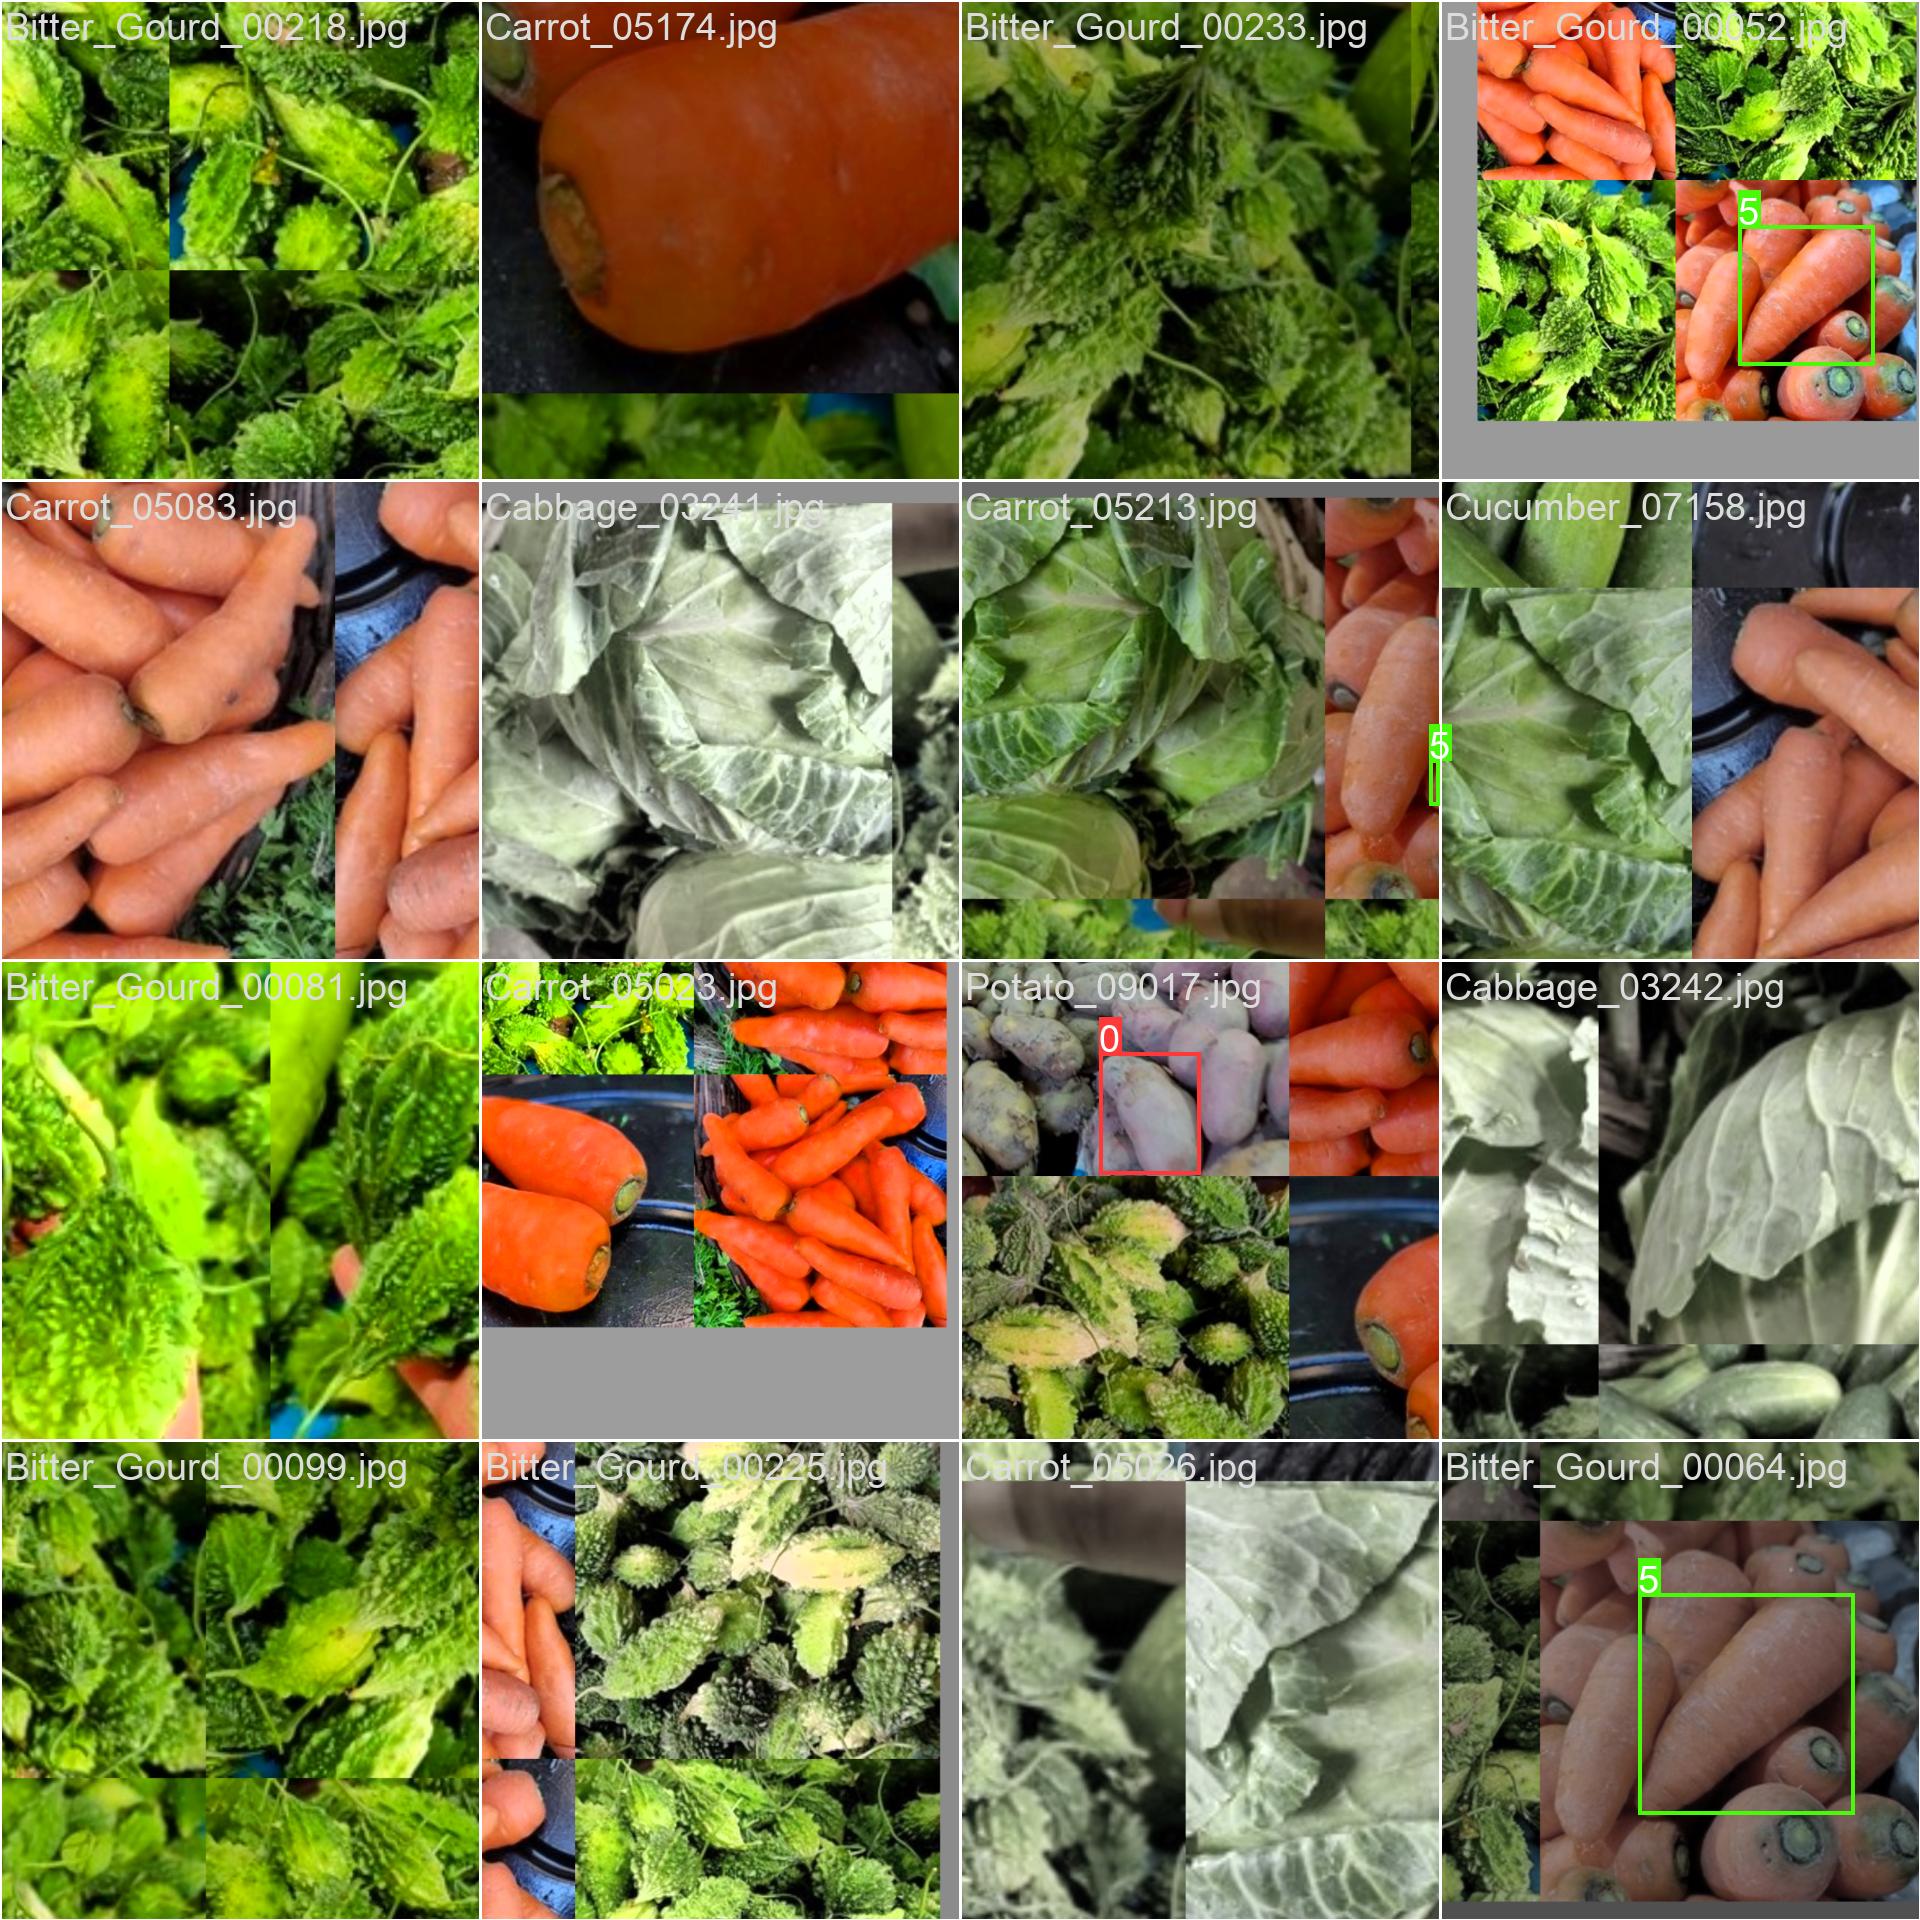 Bitter_Gourd_00218.jpg
Carrot_05174.jpg
Bitter_Gourd_00233.jpg
Bitter_Gourd_00052.jpg
5
Carrot_05083.jpg
Cabbage_03241.jpg
Carrot_05213.jpg
Cucumber_07158.jpg
5
Bitter_Gourd_00081.jpg
Carrot_05023.jpg
Potato_09017.jpg
Cabbage_03242.jpg
0
Bitter_Gourd_00099.jpg
Bitter_Gourd_00225.jpg
Carrot_05026.jpg
Bitter_Gourd_00064.jpg
5